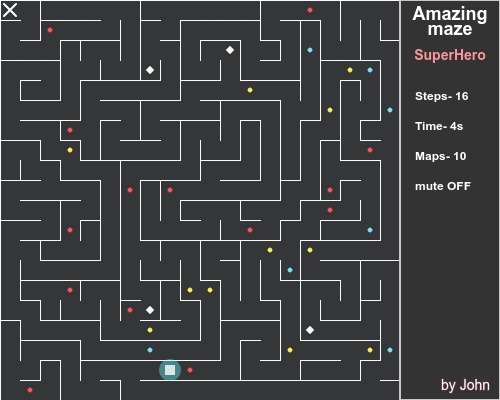 Amazing
maze
SuperHero
Steps- 16
Time- 4s
Maps- 10
mute OFF
by John